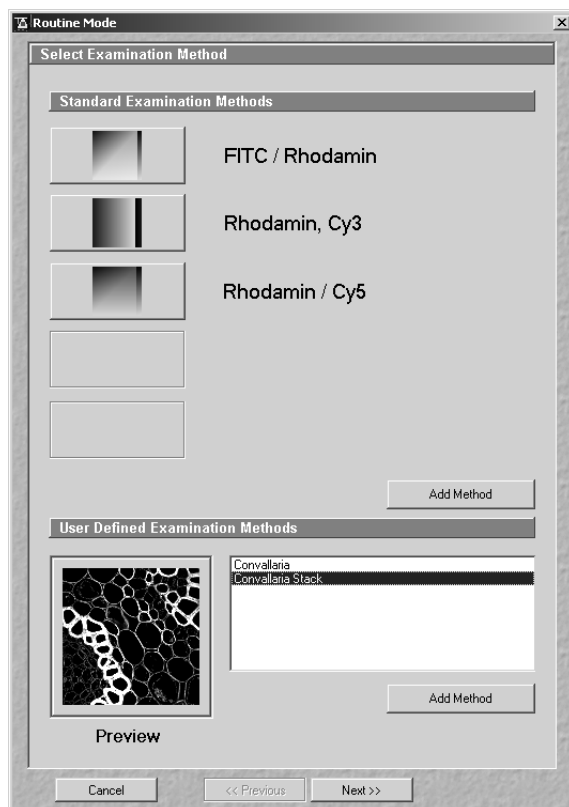 Routine Mode
Select Examination Method
Standard Examination Methods
FITC / Rhodamin
Rhodamin, Cy3
Rhodamin / Cy5
Add Method
User Defined Examination Methods
Convallaria
Convallaria Stack
Add Method
Preview
Cancel
<< Previous
Next >>